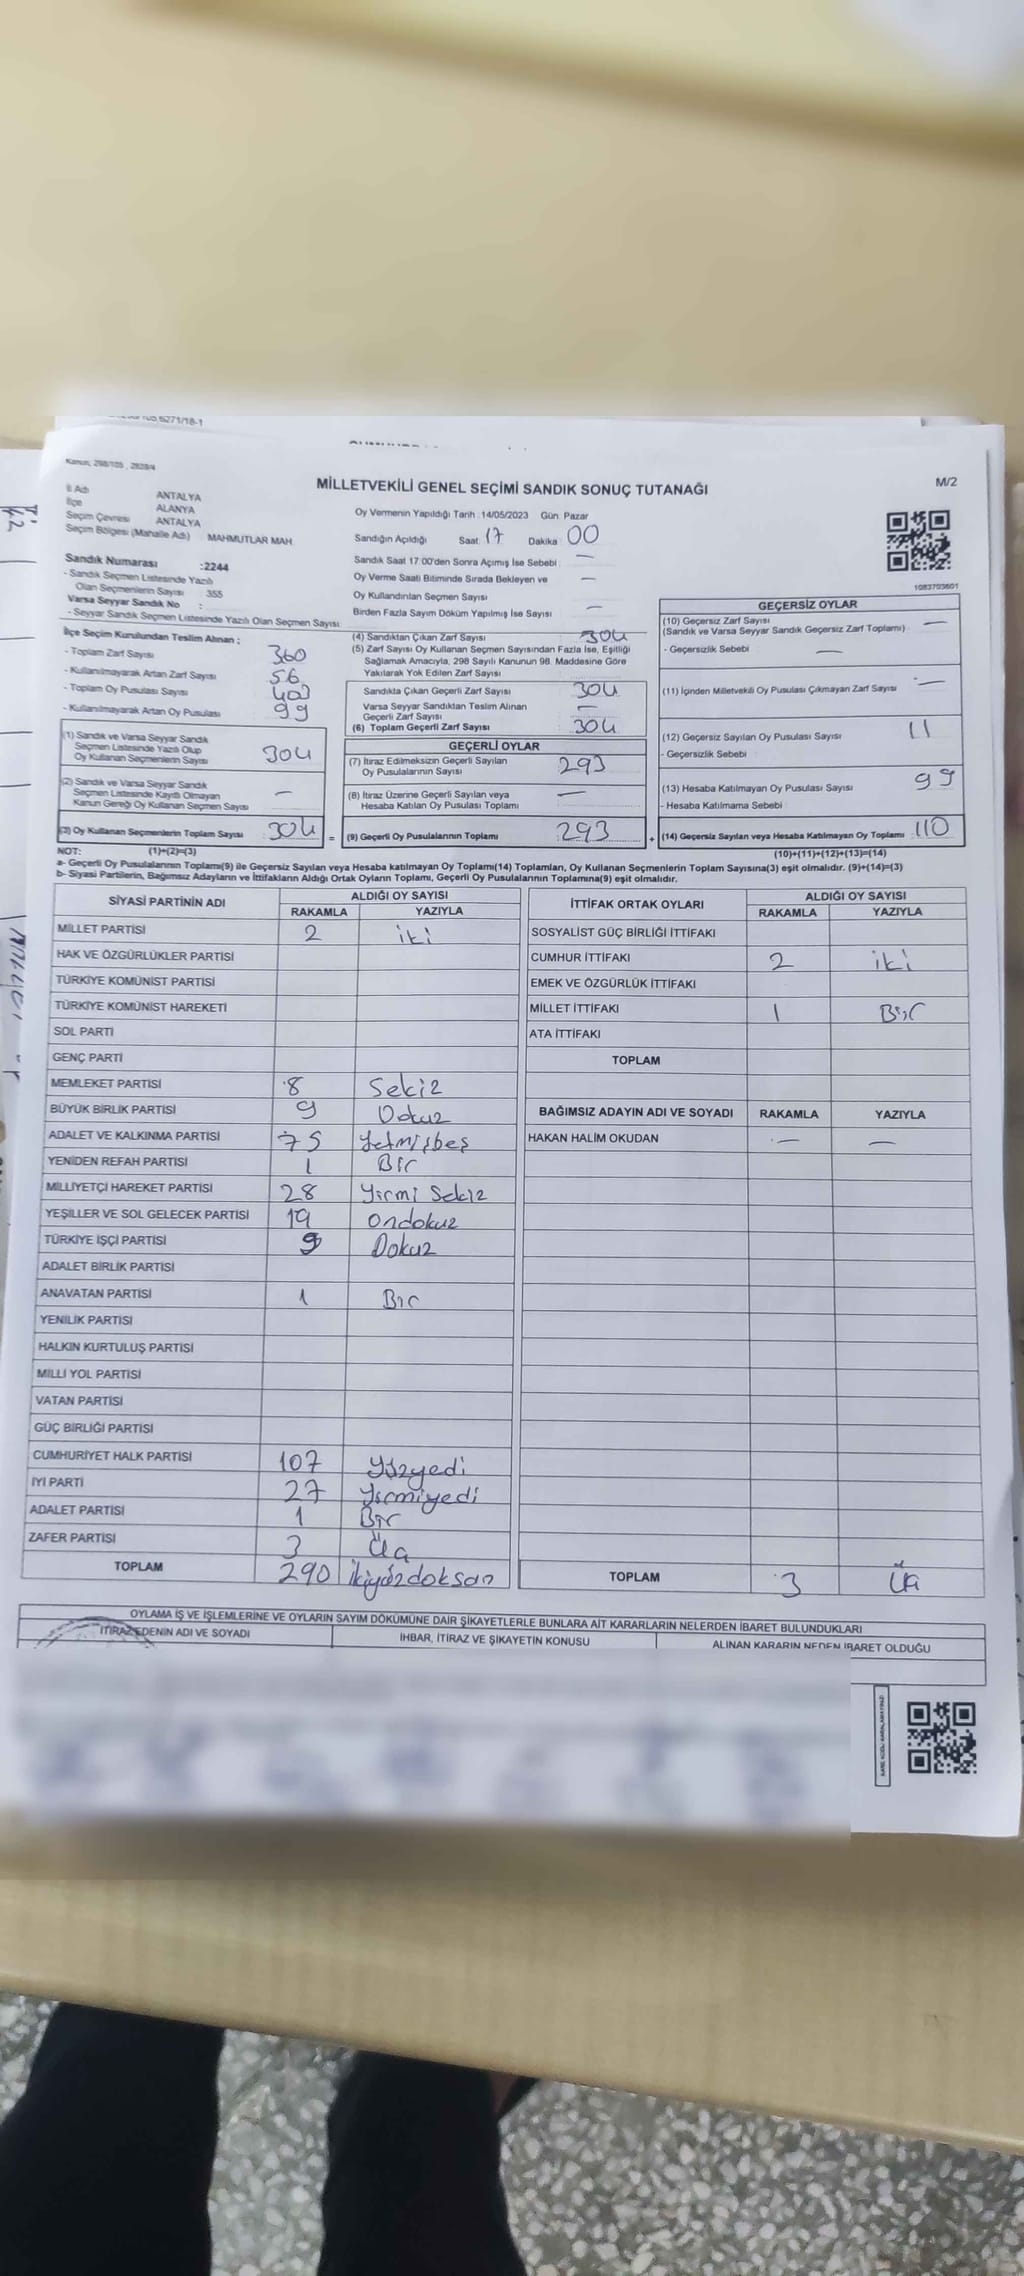 Kanun, 298/105 , 2828/4
MİLLETVEKİLİ GENEL SEÇİMİ SANDIK SONUÇ TUTANAĞI
M/2
İl Adı ANTALYA
İlçe ALANYA
Seçim Çevresi ANTALYA
Seçim Bölgesi (Mahalle Adı) MAHMUTLAR MAH.
Sandık Numarası :2244
- Sandık Seçmen Listesinde Yazılı
Olan Seçmenlerin Sayısı : 355
Varsa Seyyar Sandık No :
- Seyyar Sandık Seçmen Listesinde Yazılı Olan Seçmen Sayısı
Oy Vermenin Yapıldığı Tarih :14/05/2023 Gün: Pazar
Sandığın Açıldığı Saat: 17 Dakika: 00
Sandık Saat 17:00'den Sonra Açımış İse Sebebi : —
Oy Verme Saati Bitiminde Sırada Bekleyen ve —
Oy Kullandırılan Seçmen Sayısı
Birden Fazla Sayım Döküm Yapılmış İse Sayısı —
1083703601
İlçe Seçim Kurulundan Teslim Alınan ;
- Toplam Zarf Sayısı 360
- Kullanılmayarak Artan Zarf Sayısı 56
- Toplam Oy Pusulası Sayısı 403
- Kullanılmayarak Artan Oy Pusulası 99
(1) Sandık ve Varsa Seyyar Sandık
Seçmen Listesinde Yazılı Olup
Oy Kullanan Seçmenlerin Sayısı 304
(2) Sandık ve Varsa Seyyar Sandık
Seçmen Listesinde Kayıtlı Olmayan
Kanun Gereği Oy Kullanan Seçmen Sayısı —
(3) Oy Kullanan Seçmenlerin Toplam Sayısı 304 =
(4) Sandıktan Çıkan Zarf Sayısı 304
(5) Zarf Sayısı Oy Kullanan Seçmen Sayısından Fazla İse, Eşitliği
Sağlamak Amacıyla, 298 Sayılı Kanunun 98. Maddesine Göre
Yakılarak Yok Edilen Zarf Sayısı
Sandıkta Çıkan Geçerli Zarf Sayısı 304
Varsa Seyyar Sandıktan Teslim Alınan
Geçerli Zarf Sayısı —
(6) Toplam Geçerli Zarf Sayısı 304
GEÇERLİ OYLAR
(7) İtiraz Edilmeksizin Geçerli Sayılan
Oy Pusulalarının Sayısı 293
(8) İtiraz Üzerine Geçerli Sayılan veya
Hesaba Katılan Oy Pusulası Toplamı —
(9) Geçerli Oy Pusulalarının Toplamı 293 +
GEÇERSİZ OYLAR
(10) Geçersiz Zarf Sayısı —
(Sandık ve Varsa Seyyar Sandık Geçersiz Zarf Toplamı)
- Geçersizlik Sebebi : —
(11) İçinden Milletvekili Oy Pusulası Çıkmayan Zarf Sayısı —
(12) Geçersiz Sayılan Oy Pusulası Sayısı 11
- Geçersizlik Sebebi :
(13) Hesaba Katılmayan Oy Pusulası Sayısı 99
- Hesaba Katılmama Sebebi :
(14) Geçersiz Sayılan veya Hesaba Katılmayan Oy Toplamı 110
NOT: (1)+(2)=(3)
(10)+(11)+(12)+(13)=(14)
a- Geçerli Oy Pusulalarının Toplamı(9) ile Geçersiz Sayılan veya Hesaba katılmayan Oy Toplamı(14) Toplamları, Oy Kullanan Seçmenlerin Toplam Sayısına(3) eşit olmalıdır. (9)+(14)=(3)
b- Siyasi Partilerin, Bağımsız Adayların ve İttifakların Aldığı Ortak Oyların Toplamı, Geçerli Oy Pusulalarının Toplamına(9) eşit olmalıdır.
SİYASİ PARTİNİN ADI ALDIĞI OY SAYISI
RAKAMLA YAZIYLA
MİLLET PARTİSİ 2 iki
HAK VE ÖZGÜRLÜKLER PARTİSİ
TÜRKİYE KOMÜNİST PARTİSİ
TÜRKİYE KOMÜNİST HAREKETİ
SOL PARTİ
GENÇ PARTİ
MEMLEKET PARTİSİ 8 Sekiz
BÜYÜK BİRLİK PARTİSİ 9 Dokuz
ADALET VE KALKINMA PARTİSİ 75 Yetmişbeş
YENİDEN REFAH PARTİSİ 1 Bir
MİLLİYETÇİ HAREKET PARTİSİ 28 Yirmi Sekiz
YEŞİLLER VE SOL GELECEK PARTİSİ 19 ondokuz
TÜRKİYE İŞÇİ PARTİSİ 9 Dokuz
ADALET BİRLİK PARTİSİ
ANAVATAN PARTİSİ 1 Bir
YENİLİK PARTİSİ
HALKIN KURTULUŞ PARTİSİ
MİLLİ YOL PARTİSİ
VATAN PARTİSİ
GÜÇ BİRLİĞİ PARTİSİ
CUMHURİYET HALK PARTİSİ 107 Yüzyedi
İYİ PARTİ 27 Yirmiyedi
ADALET PARTİSİ 1 Bir
ZAFER PARTİSİ 3 Üç
TOPLAM 290 ikiyüzdoksan
İTTİFAK ORTAK OYLARI ALDIĞI OY SAYISI
RAKAMLA YAZIYLA
SOSYALİST GÜÇ BİRLİĞİ İTTİFAKI
CUMHUR İTTİFAKI 2 iki
EMEK VE ÖZGÜRLÜK İTTİFAKI
MİLLET İTTİFAKI 1 Bir
ATA İTTİFAKI
TOPLAM
BAĞIMSIZ ADAYIN ADI VE SOYADI RAKAMLA YAZIYLA
HAKAN HALİM OKUDAN — —
TOPLAM 3 Üç
OYLAMA İŞ VE İŞLEMLERİNE VE OYLARIN SAYIM DÖKÜMÜNE DAİR ŞİKAYETLERLE BUNLARA AİT KARARLARIN NELERDEN İBARET BULUNDUKLARI
İTİRAZ EDENİN ADI VE SOYADI İHBAR, İTİRAZ VE ŞİKAYETİN KONUSU ALINAN KARARIN NEDEN İBARET OLDUĞU